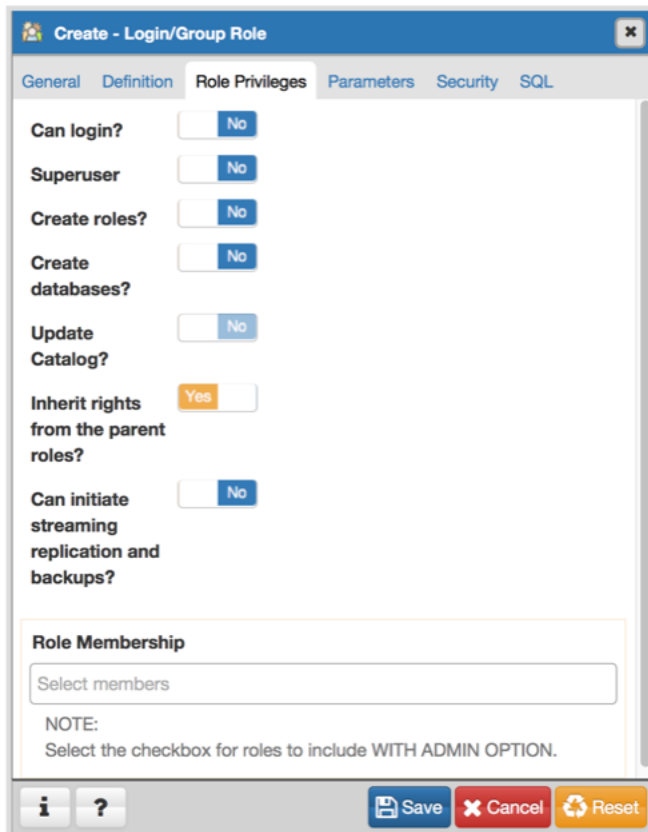 Create - Login/Group Role
General Definition Role Privileges Parameters Security SQL
Can login? No
Superuser No
Create roles? No
Create No
databases?
Update No
Catalog?
Inherit rights Yes
from the parent
roles?
Can initiate No
streaming
replication and
backups?
Role Membership
Select members
NOTE:
Select the checkbox for roles to include WITH ADMIN OPTION.
i ? Save Cancel Reset